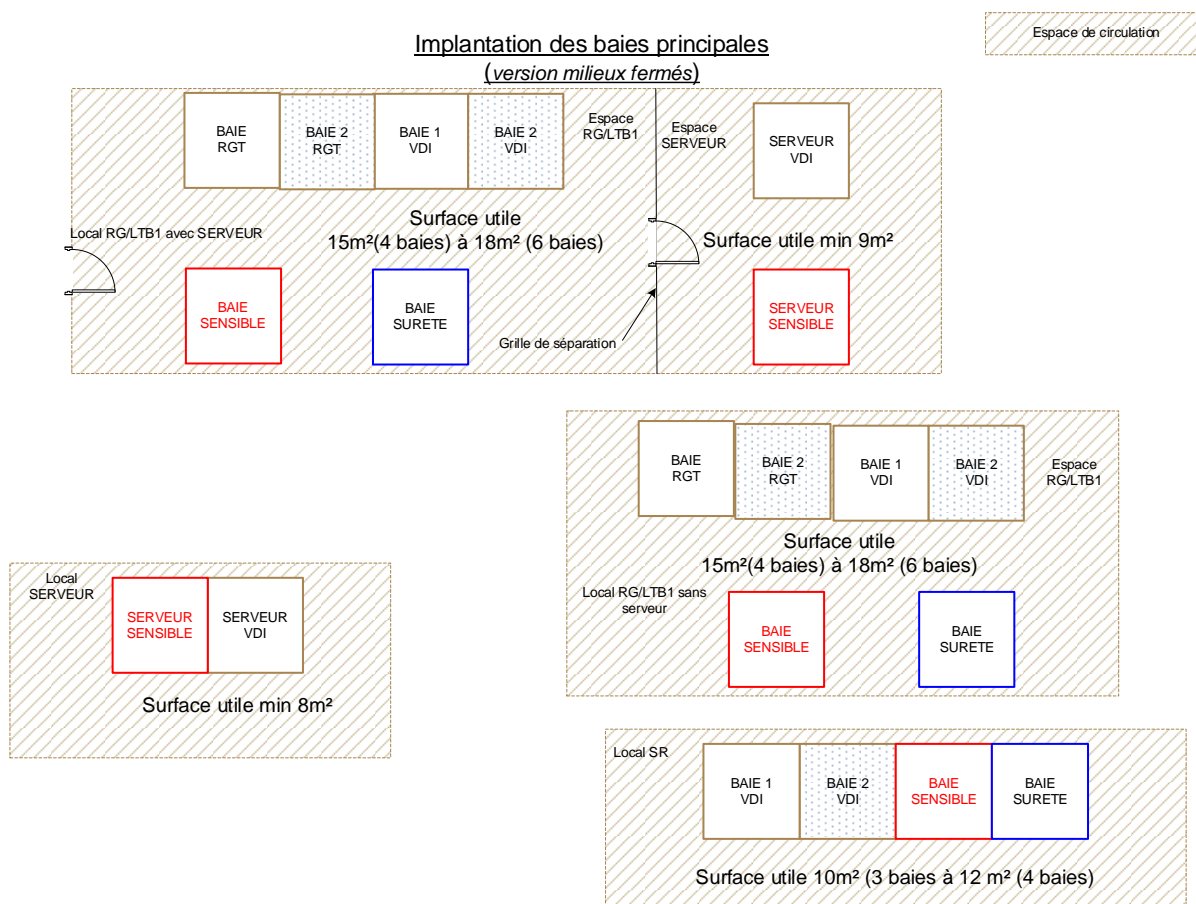 Espace de circulation
Implantation des baies principales
(version milieux fermés)
BAIE
RGT
BAIE 2
RGT
BAIE 1
VDI
BAIE 2
VDI
Espace
RG/LTB1
Espace
SERVEUR
SERVEUR
VDI
Local RG/LTB1 avec SERVEUR
Surface utile
15m²(4 baies) à 18m² (6 baies)
Surface utile min 9m²
BAIE
SENSIBLE
BAIE
SURETE
Grille de séparation
SERVEUR
SENSIBLE
BAIE
RGT
BAIE 2
RGT
BAIE 1
VDI
BAIE 2
VDI
Espace
RG/LTB1
Surface utile
15m²(4 baies) à 18m² (6 baies)
Local RG/LTB1 sans
serveur
BAIE
SENSIBLE
BAIE
SURETE
Local
SERVEUR
SERVEUR
SENSIBLE
SERVEUR
VDI
Surface utile min 8m²
Local SR
BAIE 1
VDI
BAIE 2
VDI
BAIE
SENSIBLE
BAIE
SURETE
Surface utile 10m² (3 baies à 12 m² (4 baies)